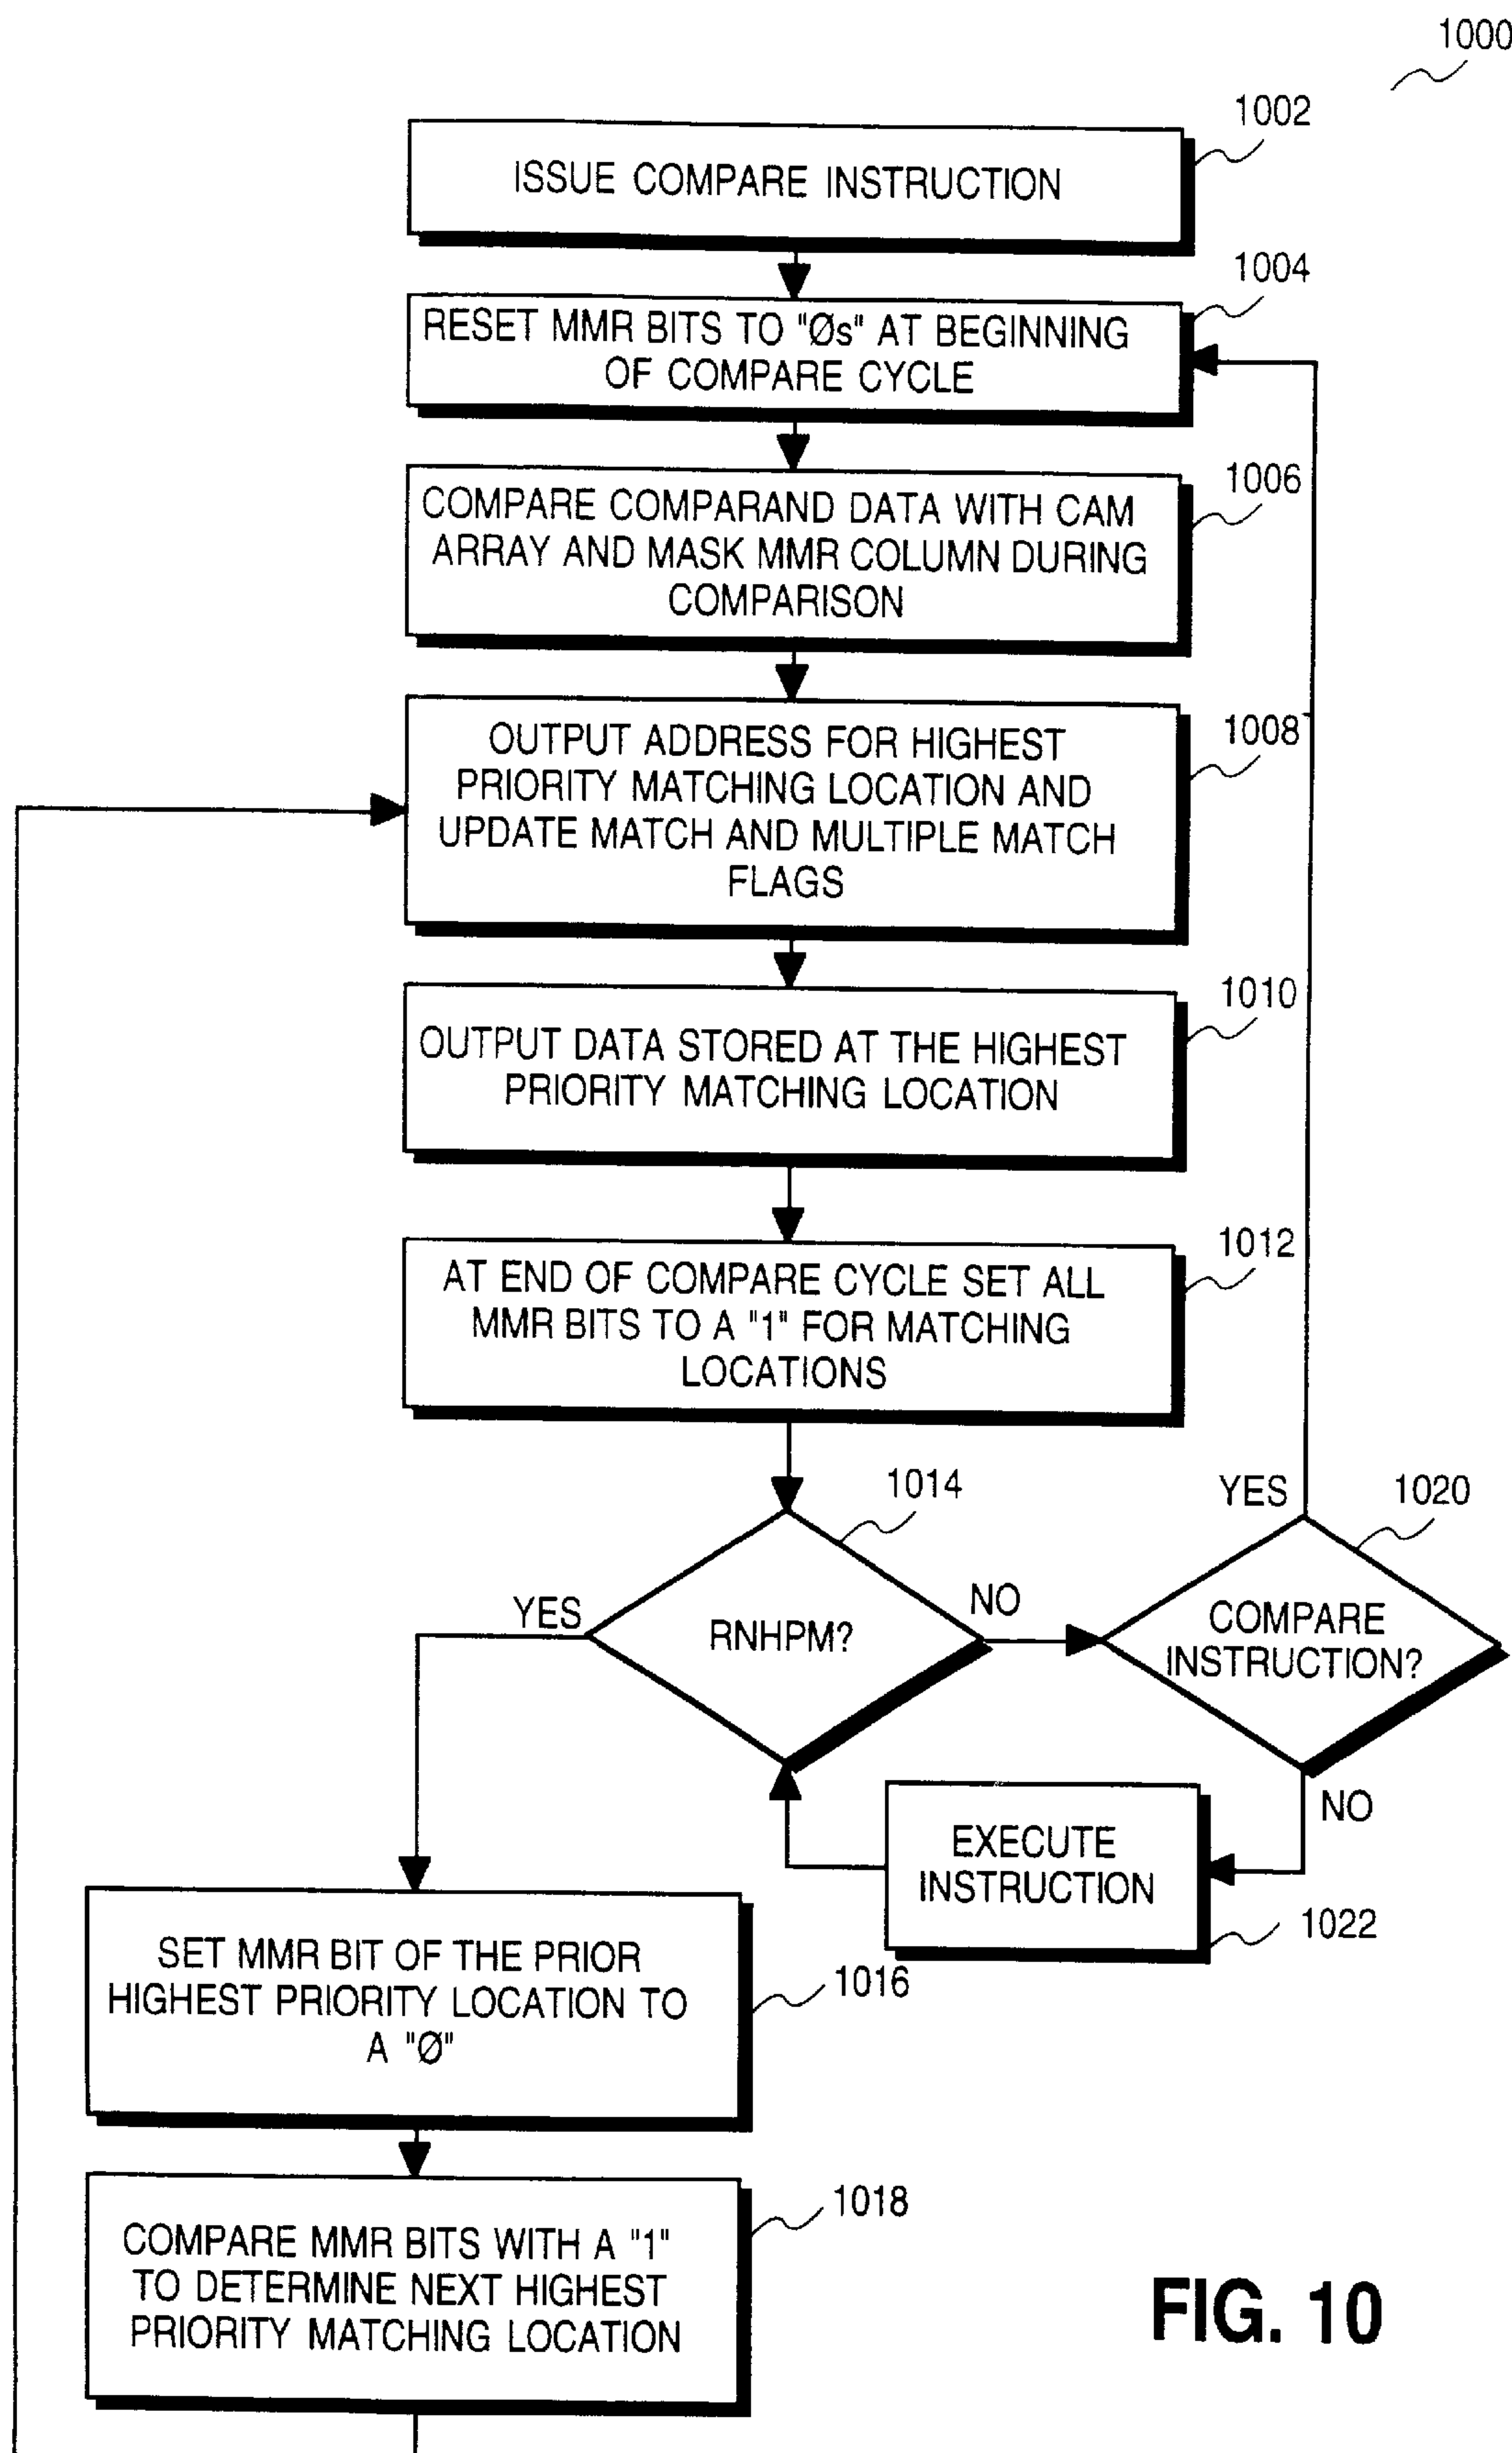 1000
1002
ISSUE COMPARE INSTRUCTION
1004
RESET MMR BITS TO "Øs" AT BEGINNING
OF COMPARE CYCLE
1006
COMPARE COMPARAND DATA WITH CAM
ARRAY AND MASK MMR COLUMN DURING
COMPARISON
1008
OUTPUT ADDRESS FOR HIGHEST
PRIORITY MATCHING LOCATION AND
UPDATE MATCH AND MULTIPLE MATCH
FLAGS
1010
OUTPUT DATA STORED AT THE HIGHEST
PRIORITY MATCHING LOCATION
1012
AT END OF COMPARE CYCLE SET ALL
MMR BITS TO A "1" FOR MATCHING
LOCATIONS
1014
YES
RNHPM?
NO
YES
1020
COMPARE
INSTRUCTION?
NO
EXECUTE
INSTRUCTION
1022
SET MMR BIT OF THE PRIOR
HIGHEST PRIORITY LOCATION TO
A "Ø"
1016
1018
COMPARE MMR BITS WITH A "1"
TO DETERMINE NEXT HIGHEST
PRIORITY MATCHING LOCATION
FIG. 10